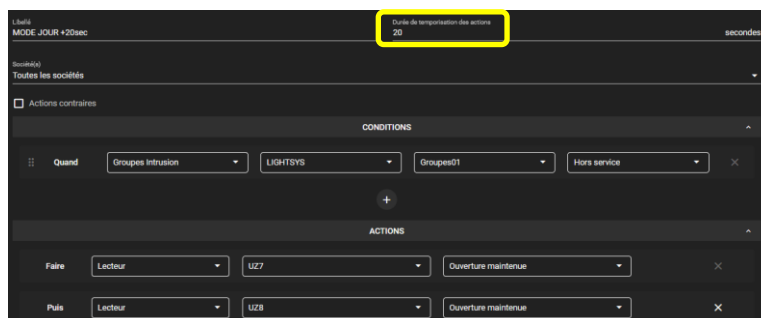 Libellé
MODE JOUR +20sec
Durée de temporisation des actions
20
secondes
Société(s)
Toutes les sociétés
Actions contraires
CONDITIONS
Quand Groupes Intrusion LIGHTSYS Groupes01 Hors service
ACTIONS
Faire Lecteur UZ7 Ouverture maintenue
Puis Lecteur UZ8 Ouverture maintenue